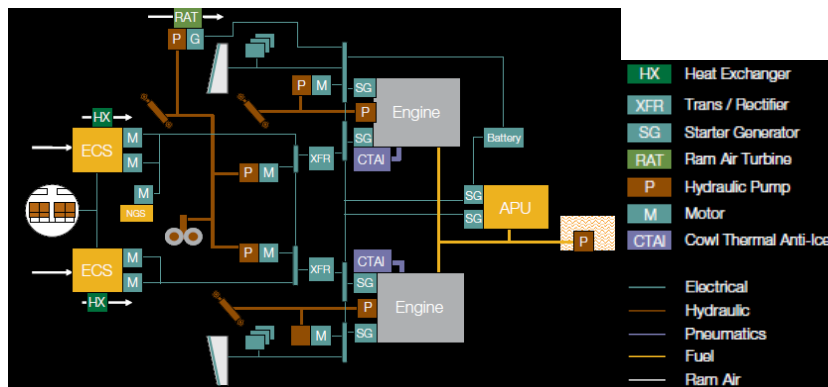 RAT
P G
P M
SG
Engine
P
HX
HX Heat Exchanger
XFR Trans / Rectifier
SG Starter Generator
RAT Ram Air Turbine
P Hydraulic Pump
M Motor
CTAI Cowl Thermal Anti-Ice
ECS
M
M
XFR
SG
CTAI
Battery
P M
M
NGS
SG
SG
APU
P
P M
ECS
M
M
HX
XFR
CTAI
SG
Engine
P
M
SG
Electrical
Hydraulic
Pneumatics
Fuel
Ram Air